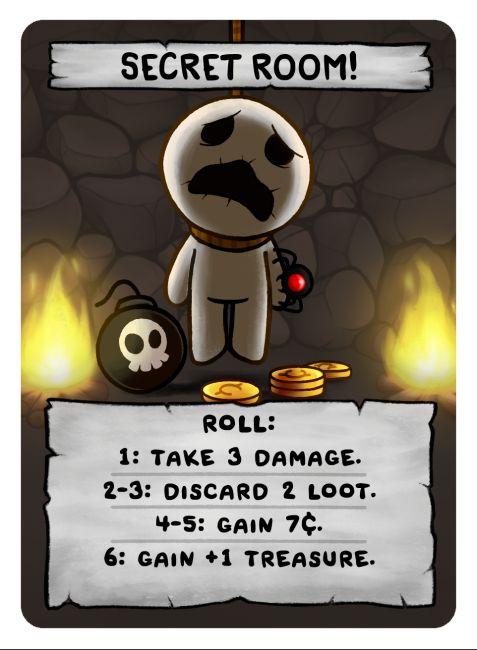 SECRET ROOM!
ROLL:
1: TAKE 3 DAMAGE.
2-3: DISCARD 2 LOOT.
4-5: GAIN 7¢.
6: GAIN +1 TREASURE.